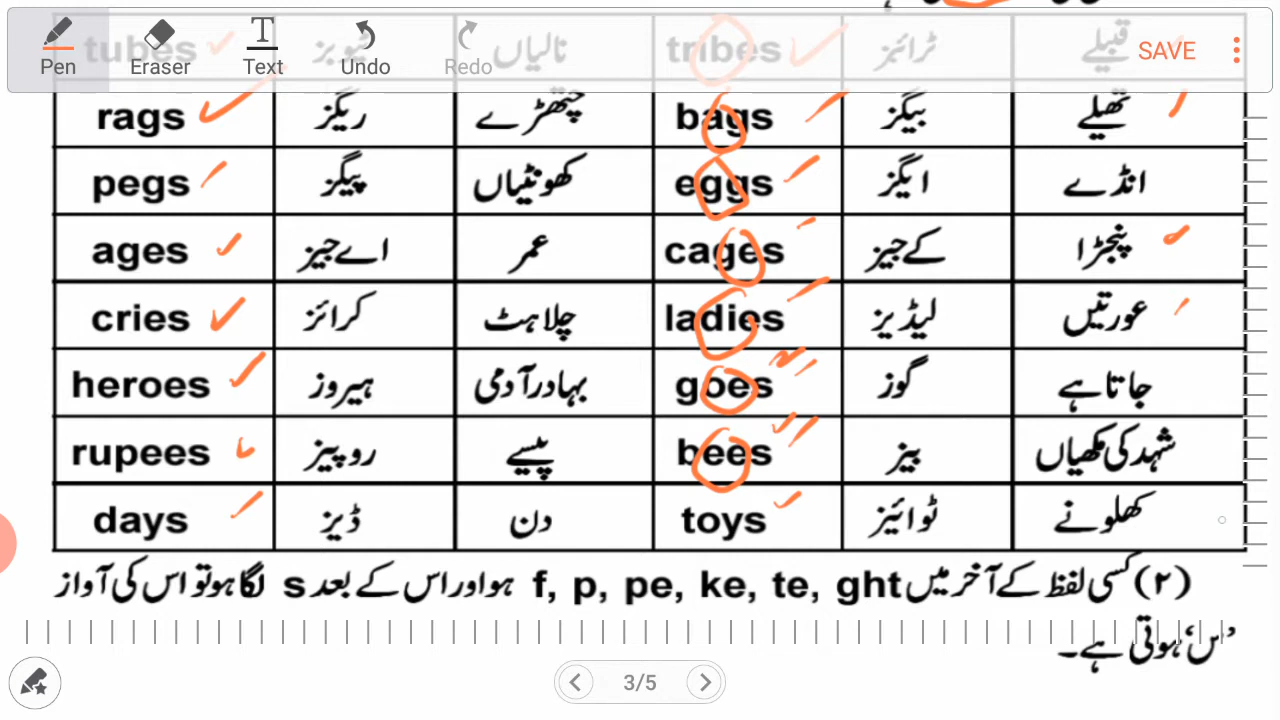 tubes ٹیوبز نالیاں tribes ٹرائبز قبیلے
Pen Eraser Text Undo Redo SAVE
rags ریگز چیتھڑے bags بیگز تھیلے
pegs پیگز کھونٹیاں eggs ایگز انڈے
ages اے جیز عمر cages کے جیز پنجڑا
cries کرائز چلاہٹ ladies لیڈیز عورتیں
heroes ہیروز بہادر آدمی goes گوز جاتا ہے
rupees روپیز پیسے bees بیز شہد کی مکھیاں
days ڈیز دن toys ٹوائیز کھلونے
(۲) کسی لفظ کے آخر میں f, p, pe, ke, te, ght ہو اور اس کے بعد s لگا ہو تو اس کی آواز
’س‘ ہوتی ہے۔
3/5